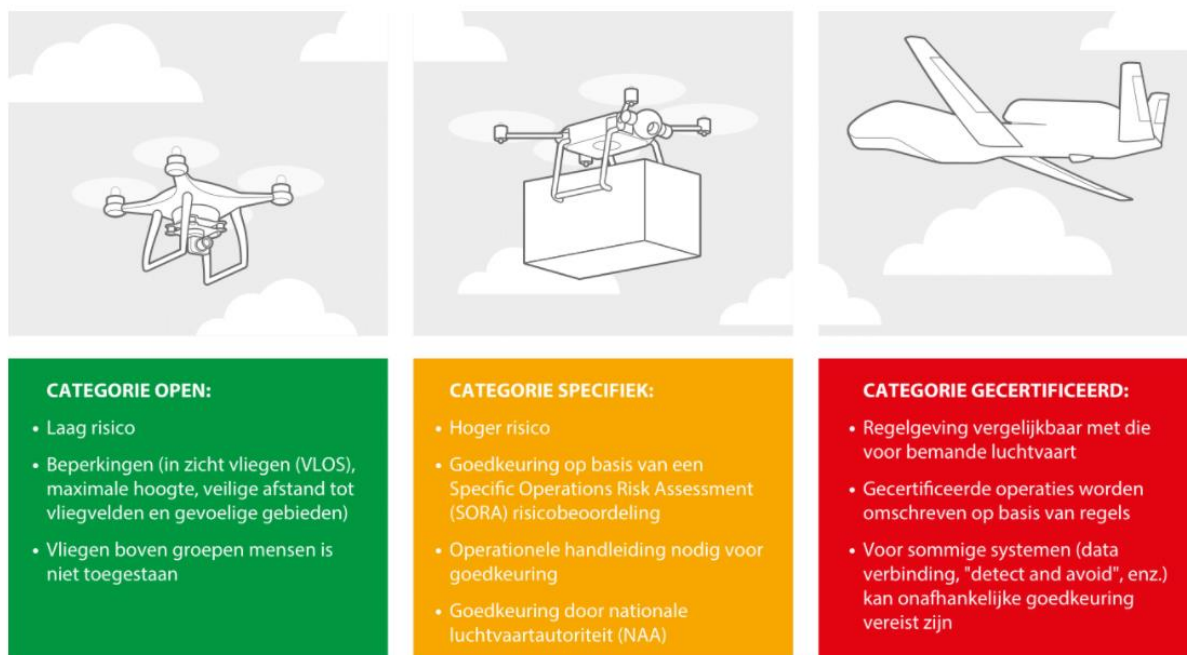 CATEGORIE OPEN:
• Laag risico
• Beperkingen (in zicht vliegen (VLOS),
maximale hoogte, veilige afstand tot
vliegvelden en gevoelige gebieden)
• Vliegen boven groepen mensen is
niet toegestaan
CATEGORIE SPECIFIEK:
• Hoger risico
• Goedkeuring op basis van een
Specific Operations Risk Assessment
(SORA) risicobeoordeling
• Operationele handleiding nodig voor
goedkeuring
• Goedkeuring door nationale
luchtvaartautoriteit (NAA)
CATEGORIE GECERTIFICEERD:
• Regelgeving vergelijkbaar met die
voor bemande luchtvaart
• Gecertificeerde operaties worden
omschreven op basis van regels
• Voor sommige systemen (data
verbinding, "detect and avoid", enz.)
kan onafhankelijke goedkeuring
vereist zijn